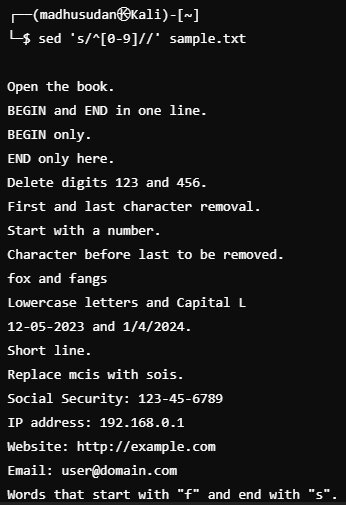 ┌──(madhusudan㉿Kali)-[~]
└─$ sed 's/^[0-9]//' sample.txt

Open the book.
BEGIN and END in one line.
BEGIN only.
END only here.
Delete digits 123 and 456.
First and last character removal.
Start with a number.
Character before last to be removed.
fox and fangs
Lowercase letters and Capital L
12-05-2023 and 1/4/2024.
Short line.
Replace mcis with sois.
Social Security: 123-45-6789
IP address: 192.168.0.1
Website: http://example.com
Email: user@domain.com
Words that start with "f" and end with "s".